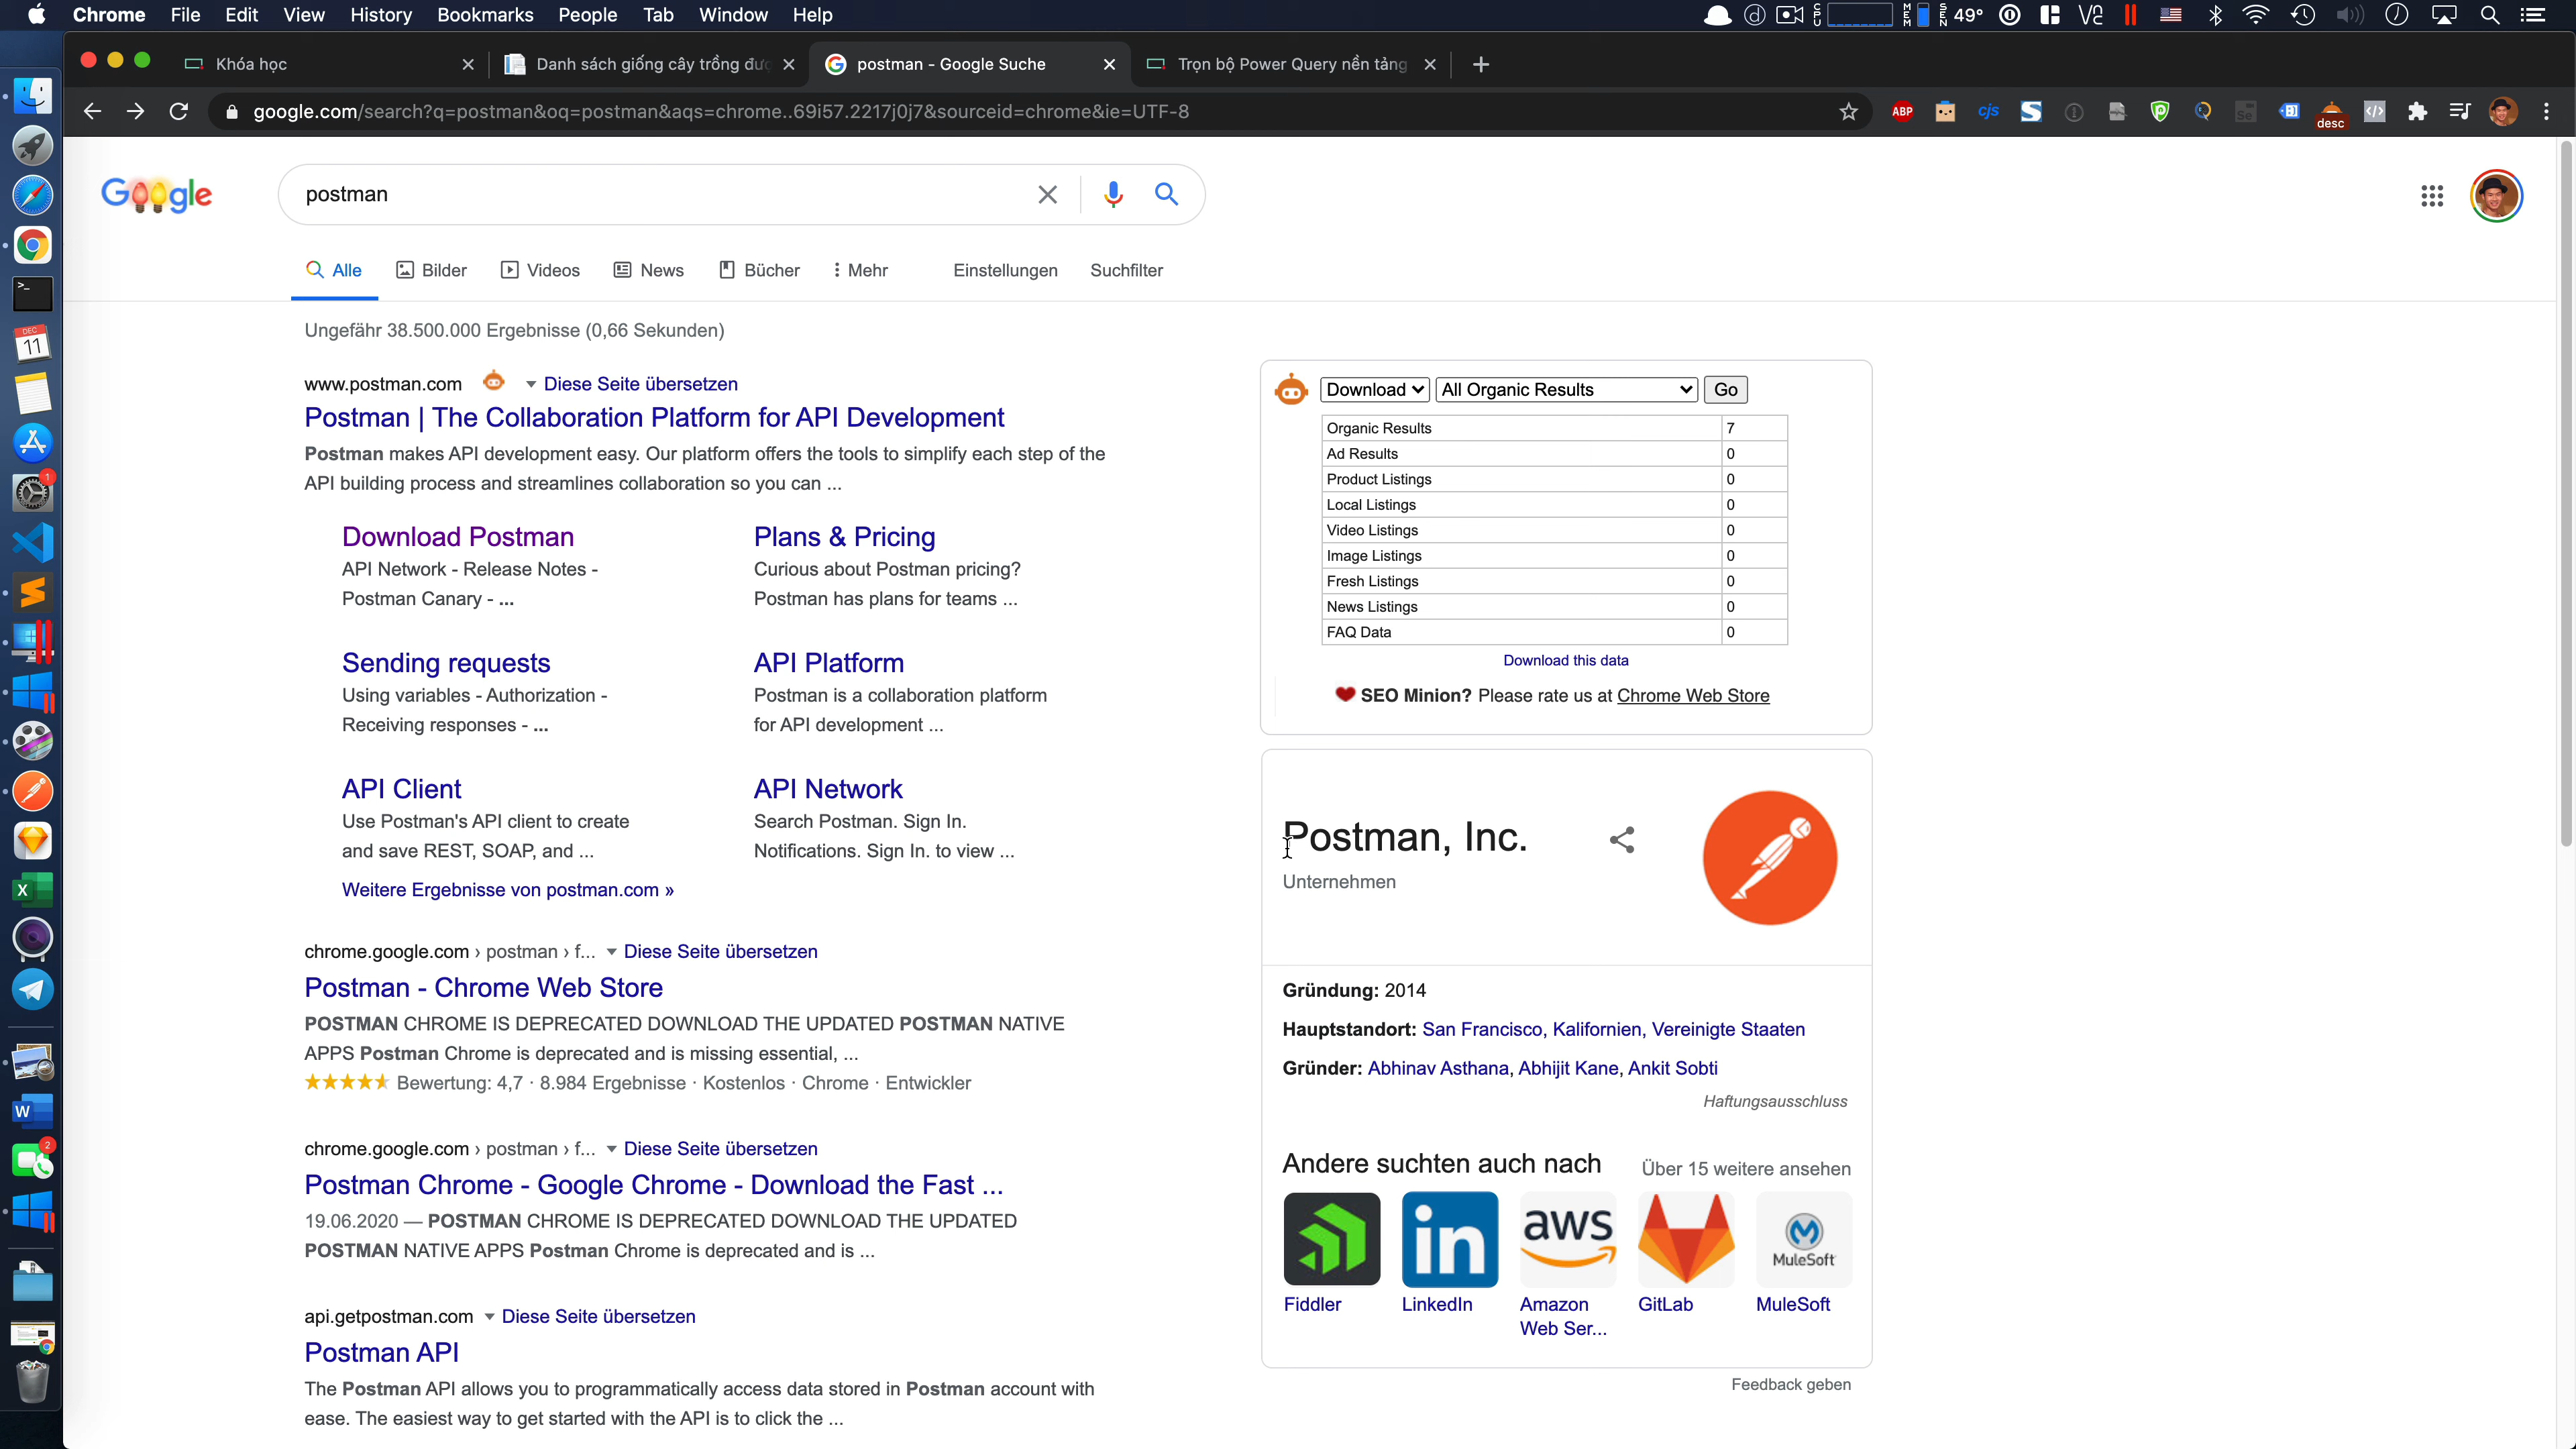 Chrome File Edit View History Bookmarks People Tab Window Help
CPU MEM SEN 49°
Khóa học
Danh sách giống cây trồng đượ
postman - Google Suche
Trọn bộ Power Query nền tảng
google.com/search?q=postman&oq=postman&aqs=chrome..69i57.2217j0j7&sourceid=chrome&ie=UTF-8
ABP cjs desc
Google
postman
Alle Bilder Videos News Bücher Mehr Einstellungen Suchfilter
Ungefähr 38.500.000 Ergebnisse (0,66 Sekunden)
www.postman.com Diese Seite übersetzen
Postman | The Collaboration Platform for API Development
Postman makes API development easy. Our platform offers the tools to simplify each step of the
API building process and streamlines collaboration so you can ...
Download Postman
API Network - Release Notes -
Postman Canary - ...
Plans & Pricing
Curious about Postman pricing?
Postman has plans for teams ...
Sending requests
Using variables - Authorization -
Receiving responses - ...
API Platform
Postman is a collaboration platform
for API development ...
API Client
Use Postman's API client to create
and save REST, SOAP, and ...
API Network
Search Postman. Sign In.
Notifications. Sign In. to view ...
Weitere Ergebnisse von postman.com »
chrome.google.com › postman › f... Diese Seite übersetzen
Postman - Chrome Web Store
POSTMAN CHROME IS DEPRECATED DOWNLOAD THE UPDATED POSTMAN NATIVE
APPS Postman Chrome is deprecated and is missing essential, ...
Bewertung: 4,7 · 8.984 Ergebnisse · Kostenlos · Chrome · Entwickler
chrome.google.com › postman › f... Diese Seite übersetzen
Postman Chrome - Google Chrome - Download the Fast ...
19.06.2020 — POSTMAN CHROME IS DEPRECATED DOWNLOAD THE UPDATED
POSTMAN NATIVE APPS Postman Chrome is deprecated and is ...
api.getpostman.com Diese Seite übersetzen
Postman API
The Postman API allows you to programmatically access data stored in Postman account with
ease. The easiest way to get started with the API is to click the ...
Download All Organic Results Go
Organic Results 7
Ad Results 0
Product Listings 0
Local Listings 0
Video Listings 0
Image Listings 0
Fresh Listings 0
News Listings 0
FAQ Data 0
Download this data
SEO Minion? Please rate us at Chrome Web Store
Postman, Inc.
Unternehmen
Gründung: 2014
Hauptstandort: San Francisco, Kalifornien, Vereinigte Staaten
Gründer: Abhinav Asthana, Abhijit Kane, Ankit Sobti
Haftungsausschluss
Andere suchten auch nach Über 15 weitere ansehen
in aws MuleSoft
Fiddler LinkedIn Amazon GitLab MuleSoft
Web Ser...
Feedback geben
DEC
11
1
X
W
2